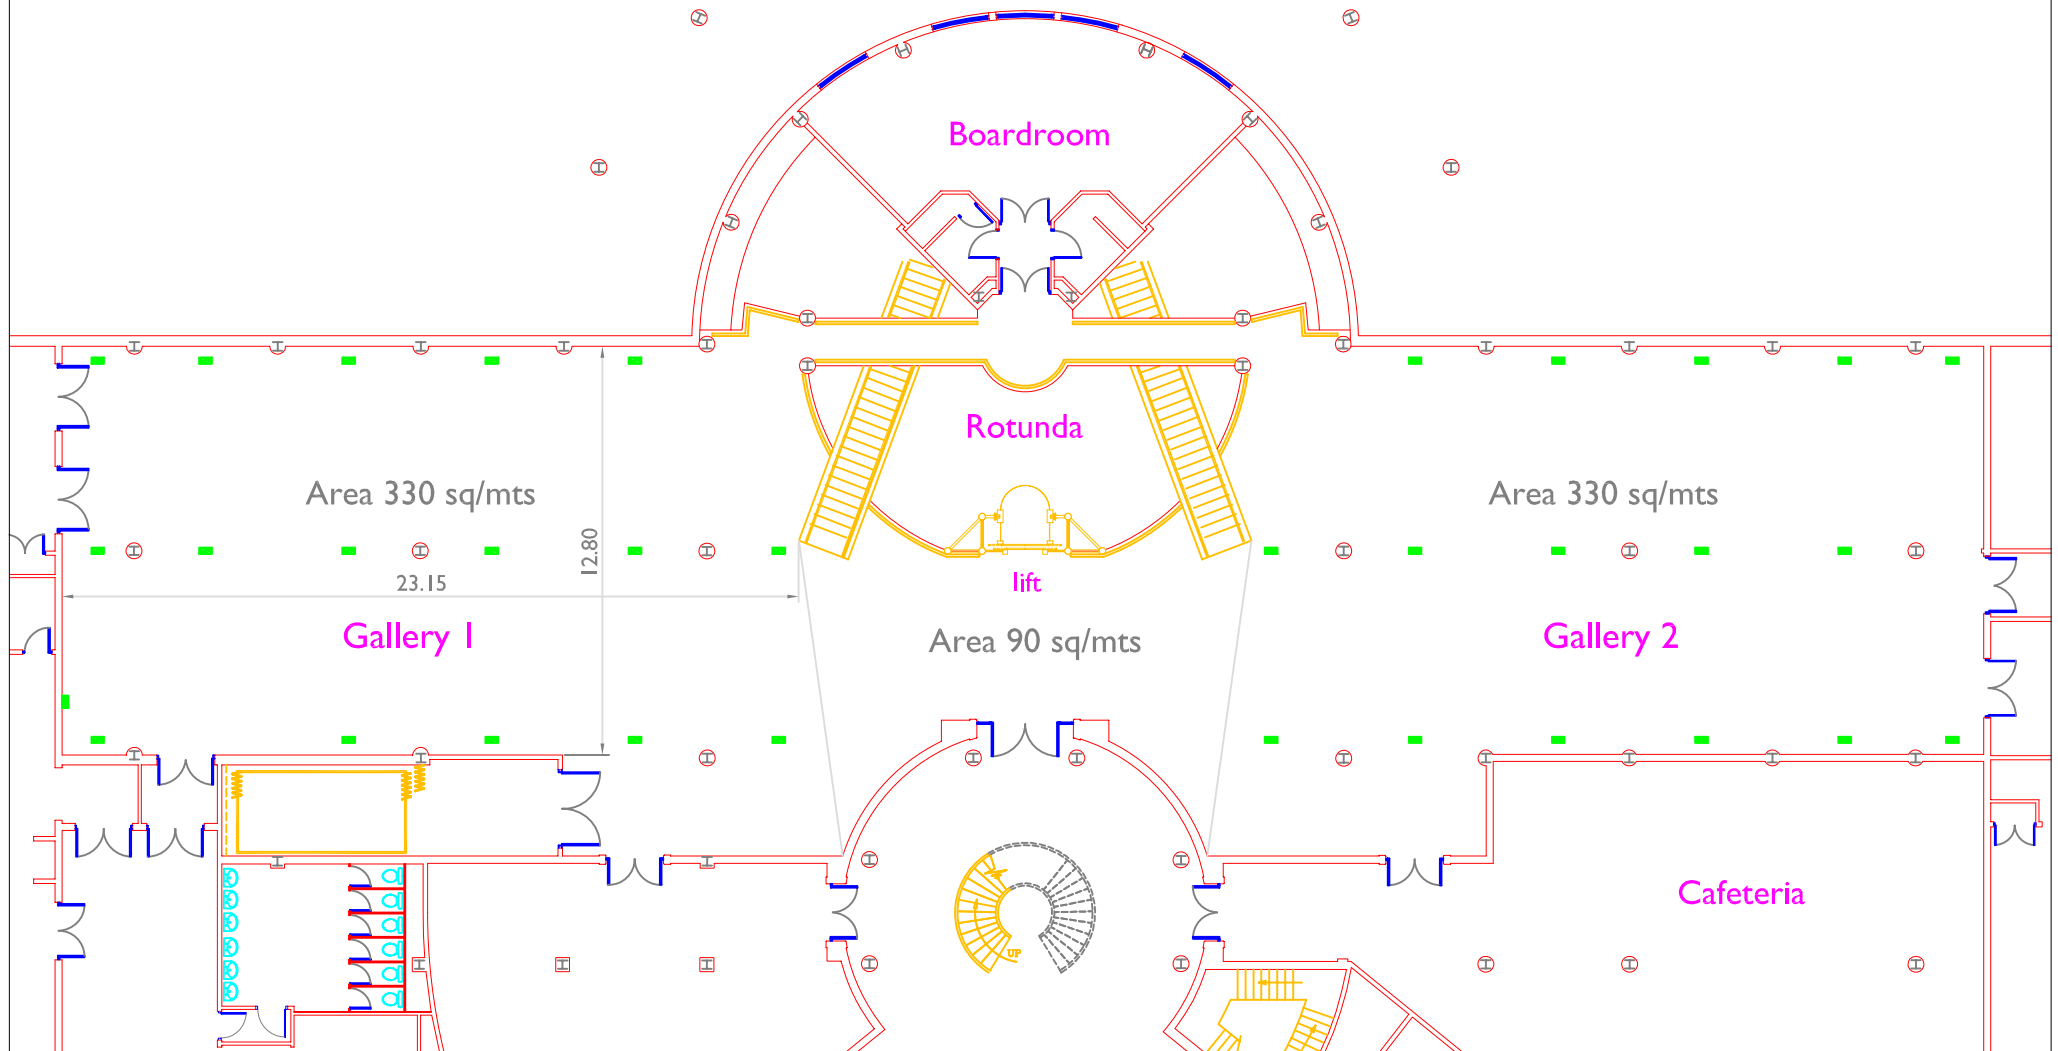 Boardroom
Rotunda
Area 330 sq/mts
Area 330 sq/mts
12.80
23.15
lift
Gallery 1
Area 90 sq/mts
Gallery 2
Cafeteria
UP